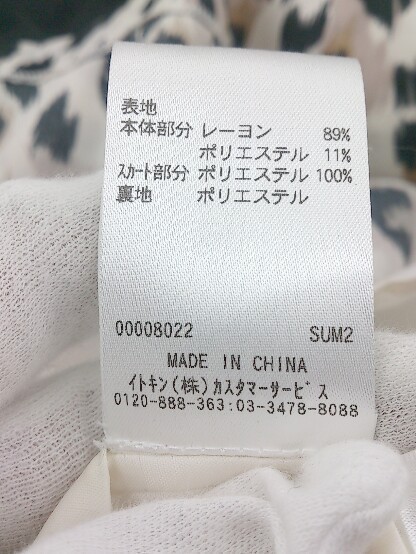 表地
本体部分 レーヨン 89%
ポリエステル 11%
スカート部分 ポリエステル 100%
裏地 ポリエステル
00008022 SUM2
MADE IN CHINA
イトキン(株)カスタマーサービス
0120-888-363:03-3478-8088